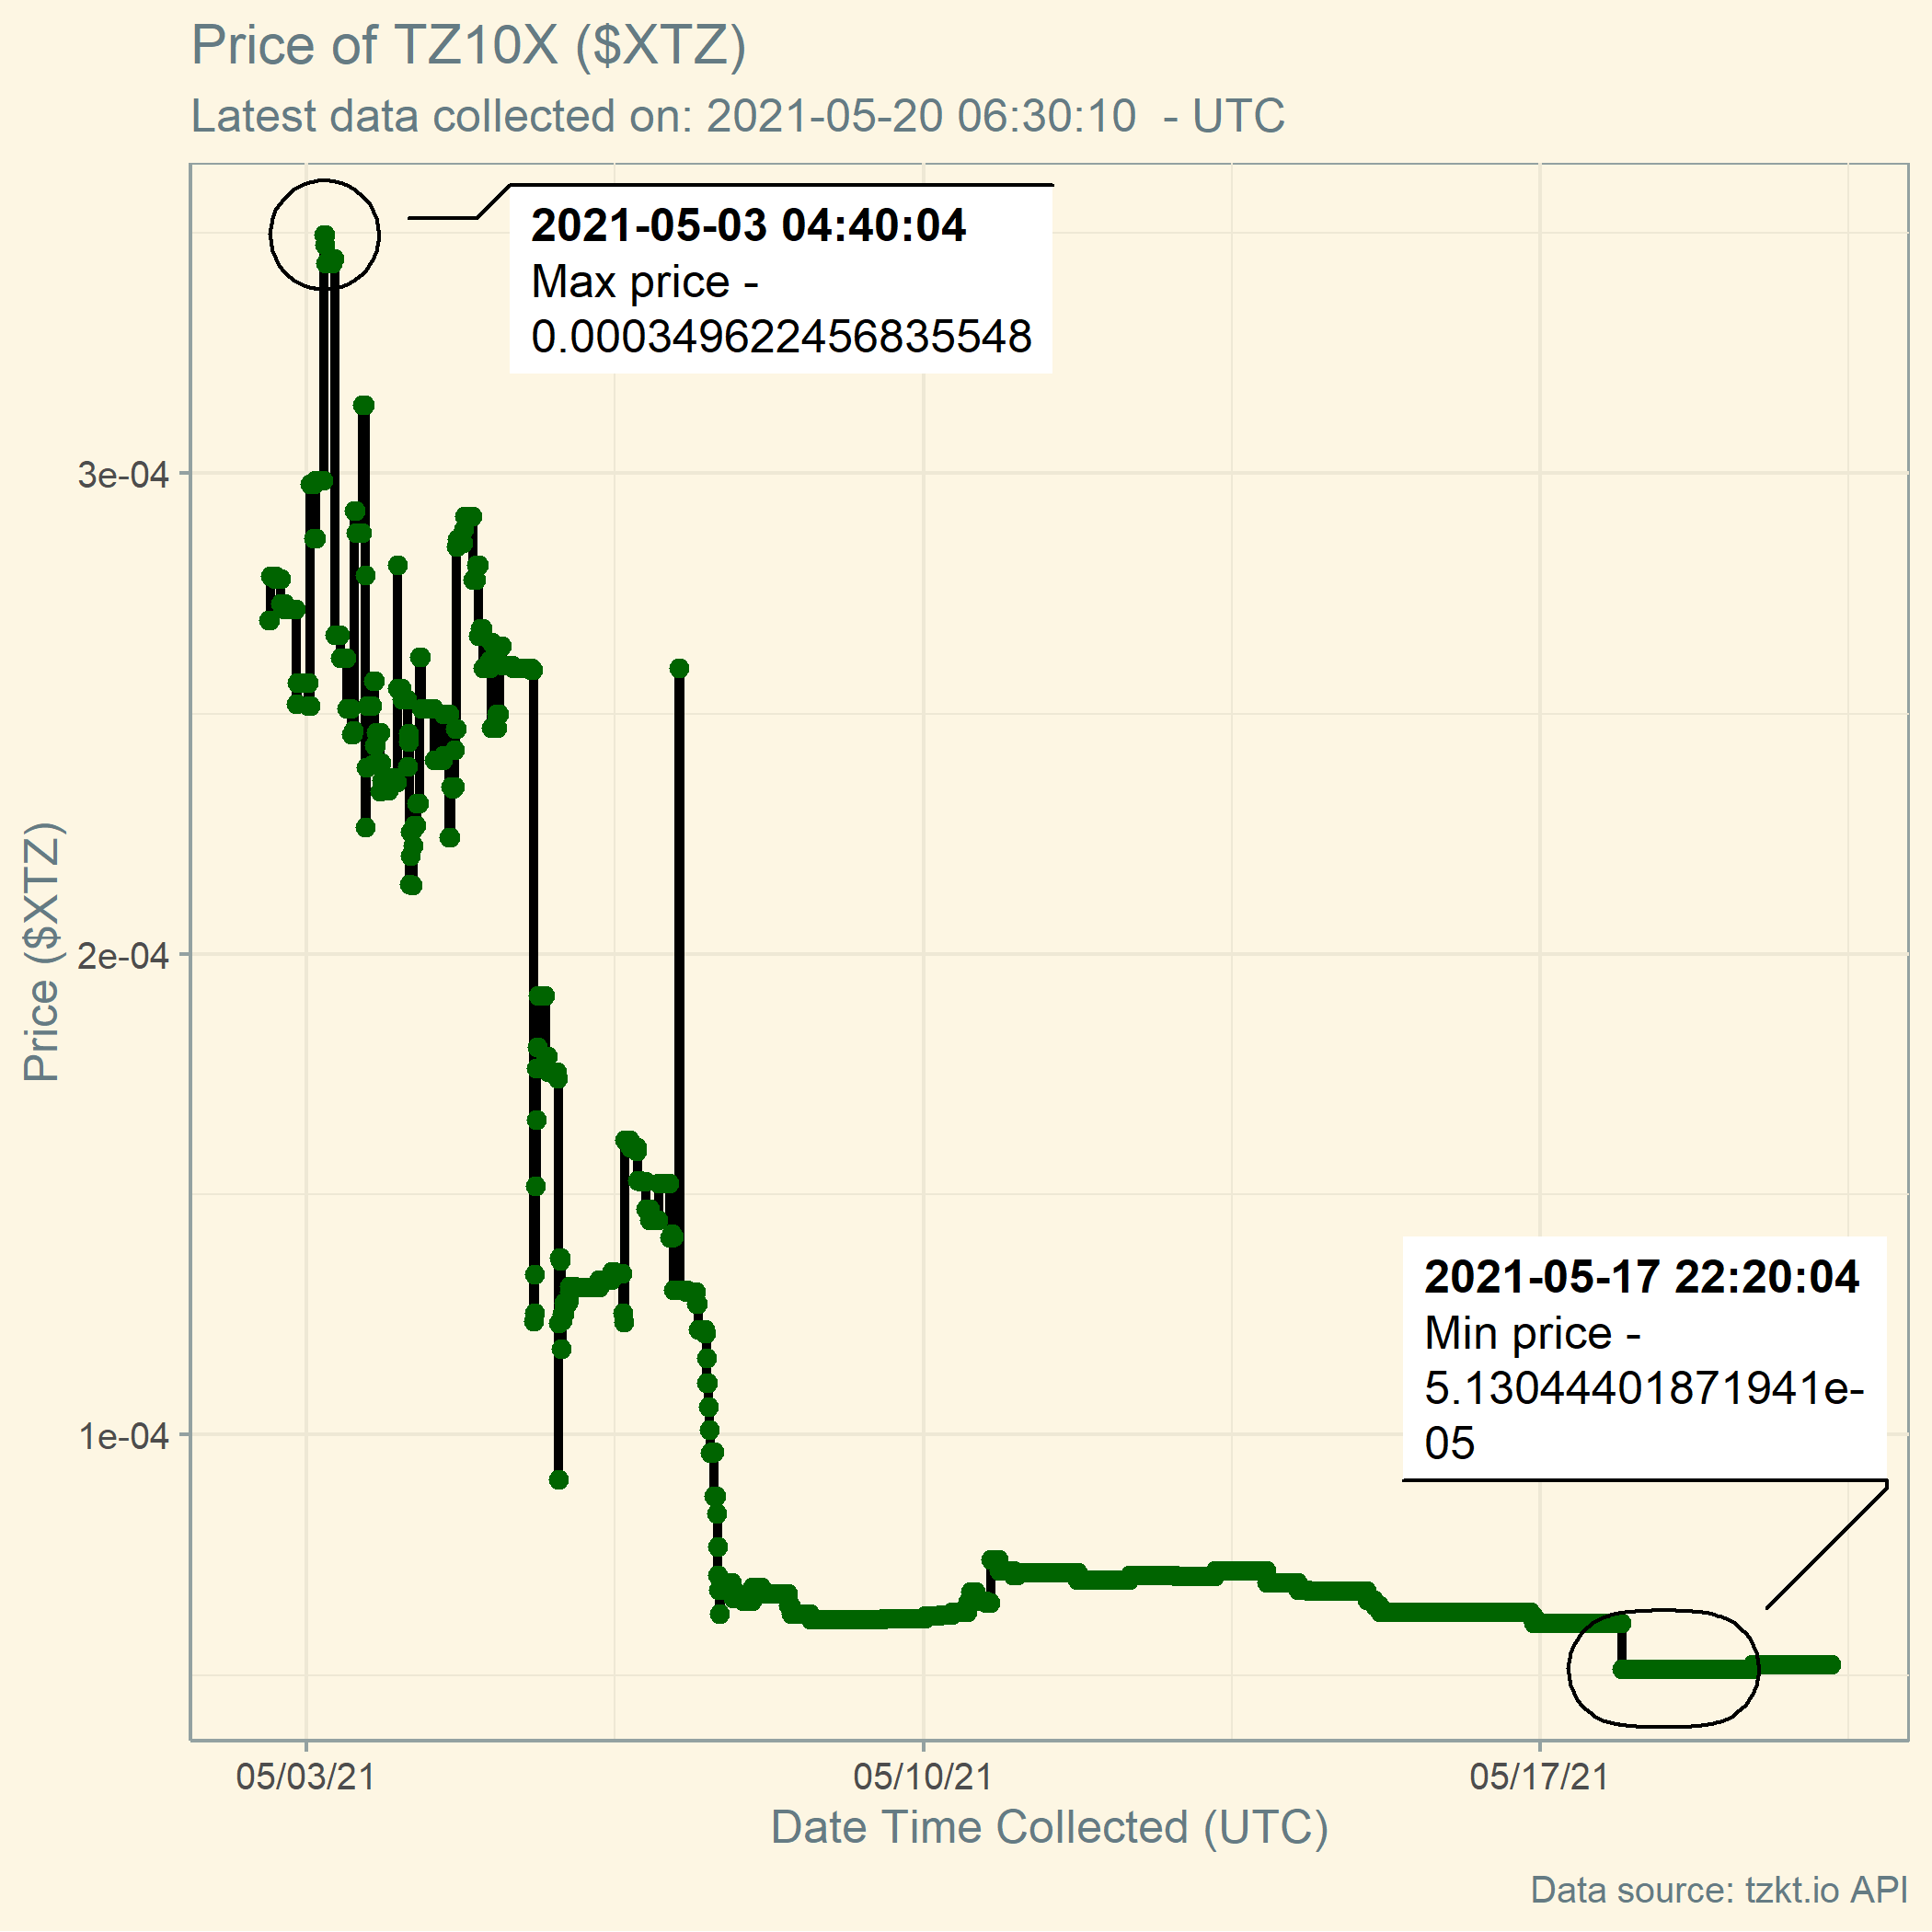 Price of TZ10X ($XTZ)
Latest data collected on: 2021-05-20 06:30:10  - UTC
2021-05-03 04:40:04
Max price -
0.000349622456835548
3e-04
2e-04
1e-04
Price ($XTZ)
2021-05-17 22:20:04
Min price -
5.13044401871941e-
05
05/03/21
05/10/21
05/17/21
Date Time Collected (UTC)
Data source: tzkt.io API